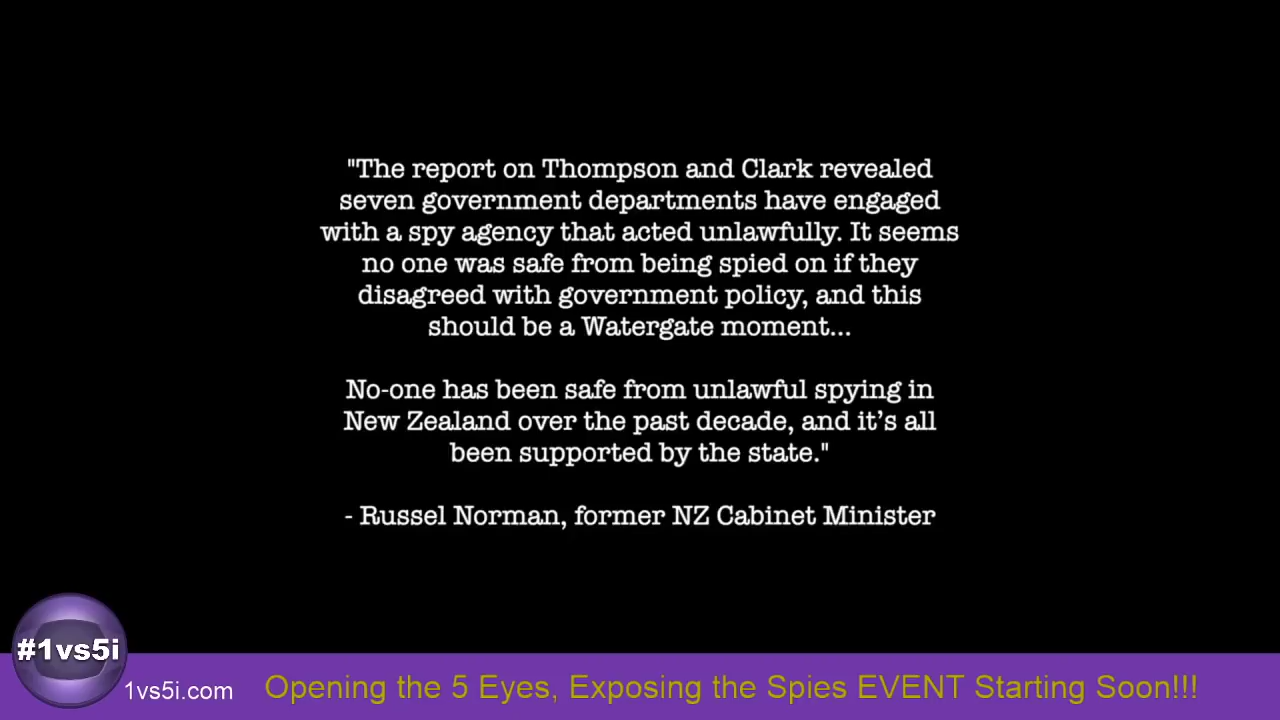 "The report on Thompson and Clark revealed
seven government departments have engaged
with a spy agency that acted unlawfully. It seems
no one was safe from being spied on if they
disagreed with government policy, and this
should be a Watergate moment...
No-one has been safe from unlawful spying in
New Zealand over the past decade, and it’s all
been supported by the state."
- Russel Norman, former NZ Cabinet Minister
#1vs5i
1vs5i.com
Opening the 5 Eyes, Exposing the Spies EVENT Starting Soon!!!